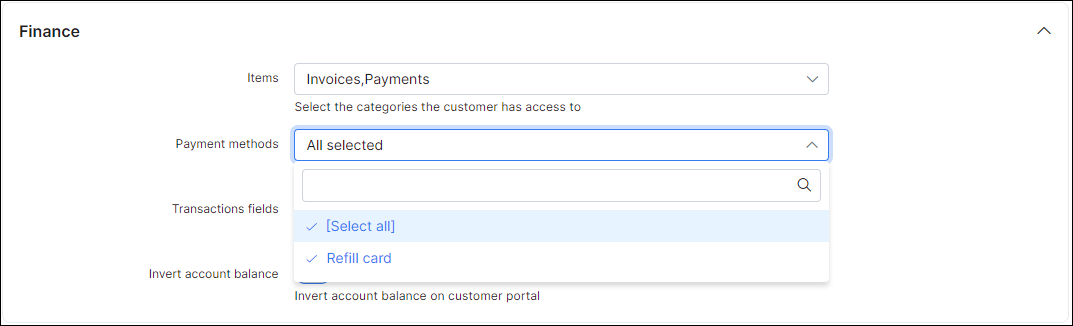 Finance
Items
Invoices,Payments
Select the categories the customer has access to
Payment methods
All selected
Transactions fields
[Select all]
Refill card
Invert account balance
Invert account balance on customer portal